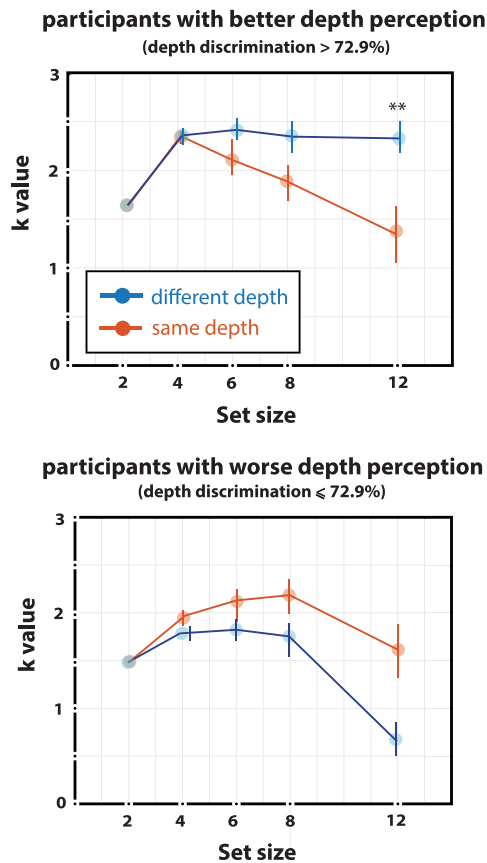 participants with better depth perception
(depth discrimination > 72.9%)
3
**
2
k value
1
different depth
same depth
0
2 4 6 8 12
Set size
participants with worse depth perception
(depth discrimination ⩽ 72.9%)
3
2
k value
1
0
2 4 6 8 12
Set size